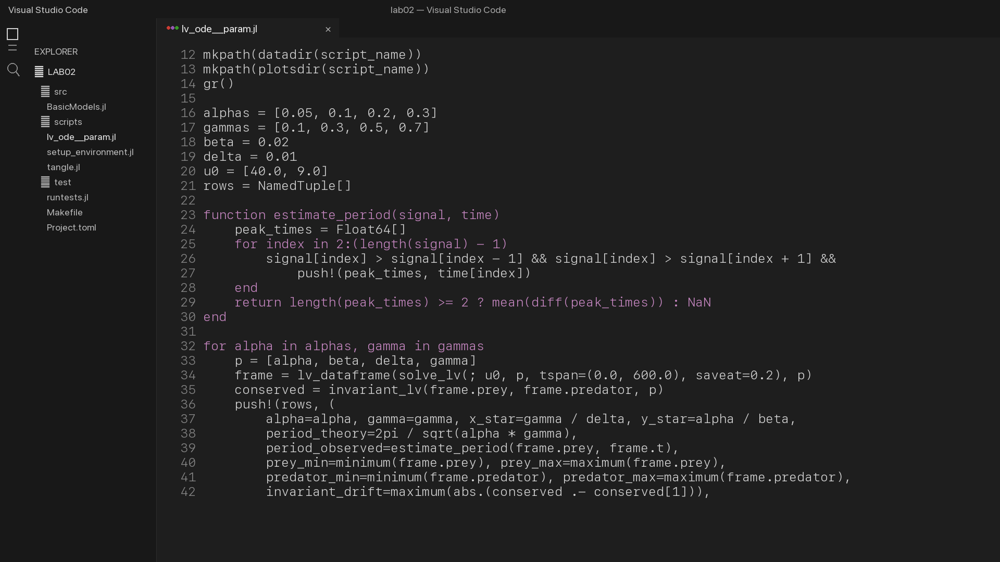 Visual Studio Code
lab02 — Visual Studio Code
lv_ode__param.jl ×
EXPLORER
LAB02
src
BasicModels.jl
scripts
lv_ode__param.jl
setup_environment.jl
tangle.jl
test
runtests.jl
Makefile
Project.toml
12 mkpath(datadir(script_name))
13 mkpath(plotsdir(script_name))
14 gr()
15
16 alphas = [0.05, 0.1, 0.2, 0.3]
17 gammas = [0.1, 0.3, 0.5, 0.7]
18 beta = 0.02
19 delta = 0.01
20 u0 = [40.0, 9.0]
21 rows = NamedTuple[]
22
23 function estimate_period(signal, time)
24     peak_times = Float64[]
25     for index in 2:(length(signal) - 1)
26         signal[index] > signal[index - 1] && signal[index] > signal[index + 1] &&
27             push!(peak_times, time[index])
28     end
29     return length(peak_times) >= 2 ? mean(diff(peak_times)) : NaN
30 end
31
32 for alpha in alphas, gamma in gammas
33     p = [alpha, beta, delta, gamma]
34     frame = lv_dataframe(solve_lv(; u0, p, tspan=(0.0, 600.0), saveat=0.2), p)
35     conserved = invariant_lv(frame.prey, frame.predator, p)
36     push!(rows, (
37         alpha=alpha, gamma=gamma, x_star=gamma / delta, y_star=alpha / beta,
38         period_theory=2pi / sqrt(alpha * gamma),
39         period_observed=estimate_period(frame.prey, frame.t),
40         prey_min=minimum(frame.prey), prey_max=maximum(frame.prey),
41         predator_min=minimum(frame.predator), predator_max=maximum(frame.predator),
42         invariant_drift=maximum(abs.(conserved .- conserved[1])),